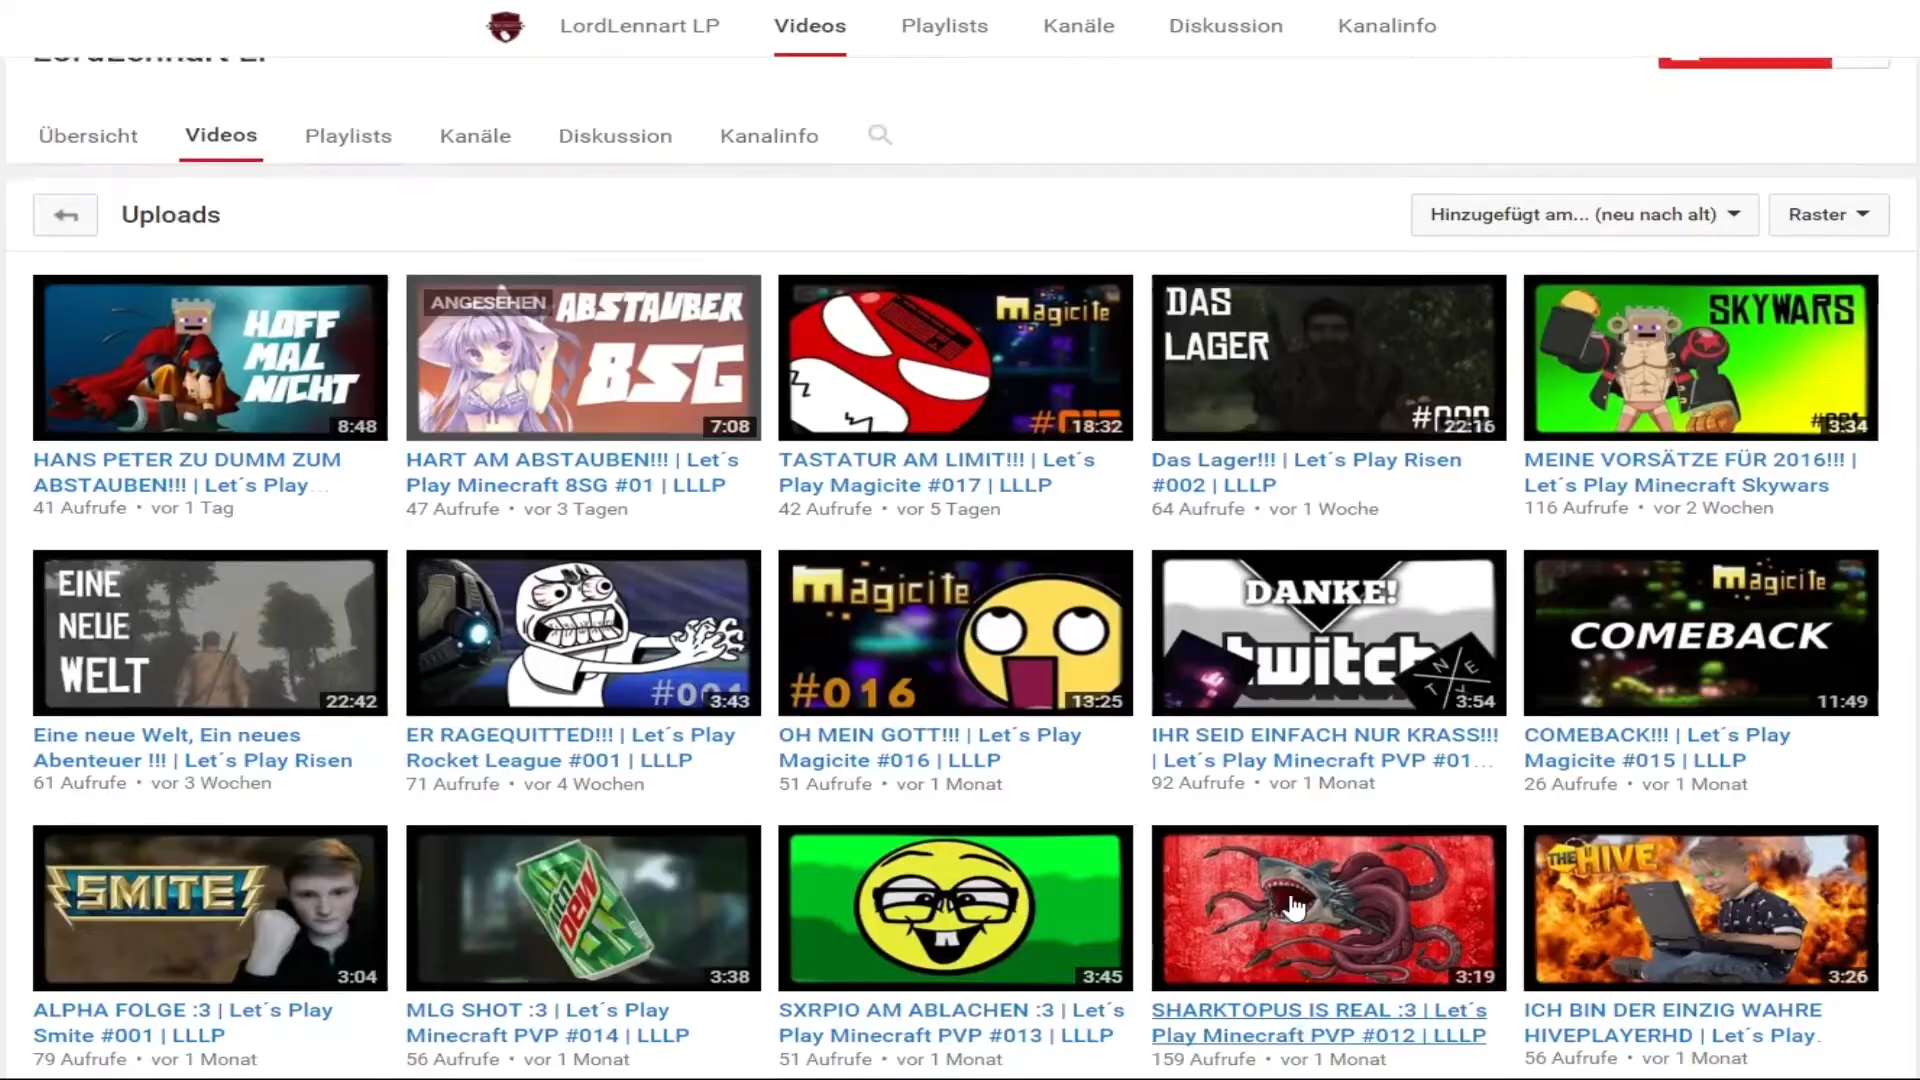 LordLennart LP Videos Playlists Kanäle Diskussion Kanalinfo
LordLennart LP
Übersicht Videos Playlists Kanäle Diskussion Kanalinfo
Uploads Hinzugefügt am... (neu nach alt) Raster
HOFF
MAL
NICHT
8:48
ANGESEHEN ABSTAUBER
8SG
7:08
magicite
18:32
DAS
LAGER
22:16
SKYWARS
3:34
HANS PETER ZU DUMM ZUM
ABSTAUBEN!!! | Let´s Play...
41 Aufrufe • vor 1 Tag
HART AM ABSTAUBEN!!! | Let´s
Play Minecraft 8SG #01 | LLLP
47 Aufrufe • vor 3 Tagen
TASTATUR AM LIMIT!!! | Let´s
Play Magicite #017 | LLLP
42 Aufrufe • vor 5 Tagen
Das Lager!!! | Let´s Play Risen
#002 | LLLP
64 Aufrufe • vor 1 Woche
MEINE VORSÄTZE FÜR 2016!!! |
Let´s Play Minecraft Skywars
116 Aufrufe • vor 2 Wochen
EINE
NEUE
WELT
22:42
#001
3:43
magicite
#016
13:25
DANKE!
twitch
3:54
magicite
COMEBACK
11:49
Eine neue Welt, Ein neues
Abenteuer !!! | Let´s Play Risen
61 Aufrufe • vor 3 Wochen
ER RAGEQUITTED!!! | Let´s Play
Rocket League #001 | LLLP
71 Aufrufe • vor 4 Wochen
OH MEIN GOTT!!! | Let´s Play
Magicite #016 | LLLP
51 Aufrufe • vor 1 Monat
IHR SEID EINFACH NUR KRASS!!!
| Let´s Play Minecraft PVP #01...
92 Aufrufe • vor 1 Monat
COMEBACK!!! | Let´s Play
Magicite #015 | LLLP
26 Aufrufe • vor 1 Monat
SMITE
3:04
mtn
DEW
3:38
3:45
3:19
THE HIVE
3:26
ALPHA FOLGE :3 | Let´s Play
Smite #001 | LLLP
79 Aufrufe • vor 1 Monat
MLG SHOT :3 | Let´s Play
Minecraft PVP #014 | LLLP
56 Aufrufe • vor 1 Monat
SXRPIO AM ABLACHEN :3 | Let´s
Play Minecraft PVP #013 | LLLP
51 Aufrufe • vor 1 Monat
SHARKTOPUS IS REAL :3 | Let´s
Play Minecraft PVP #012 | LLLP
159 Aufrufe • vor 1 Monat
ICH BIN DER EINZIG WAHRE
HIVEPLAYERHD | Let´s Play.
56 Aufrufe • vor 1 Monat